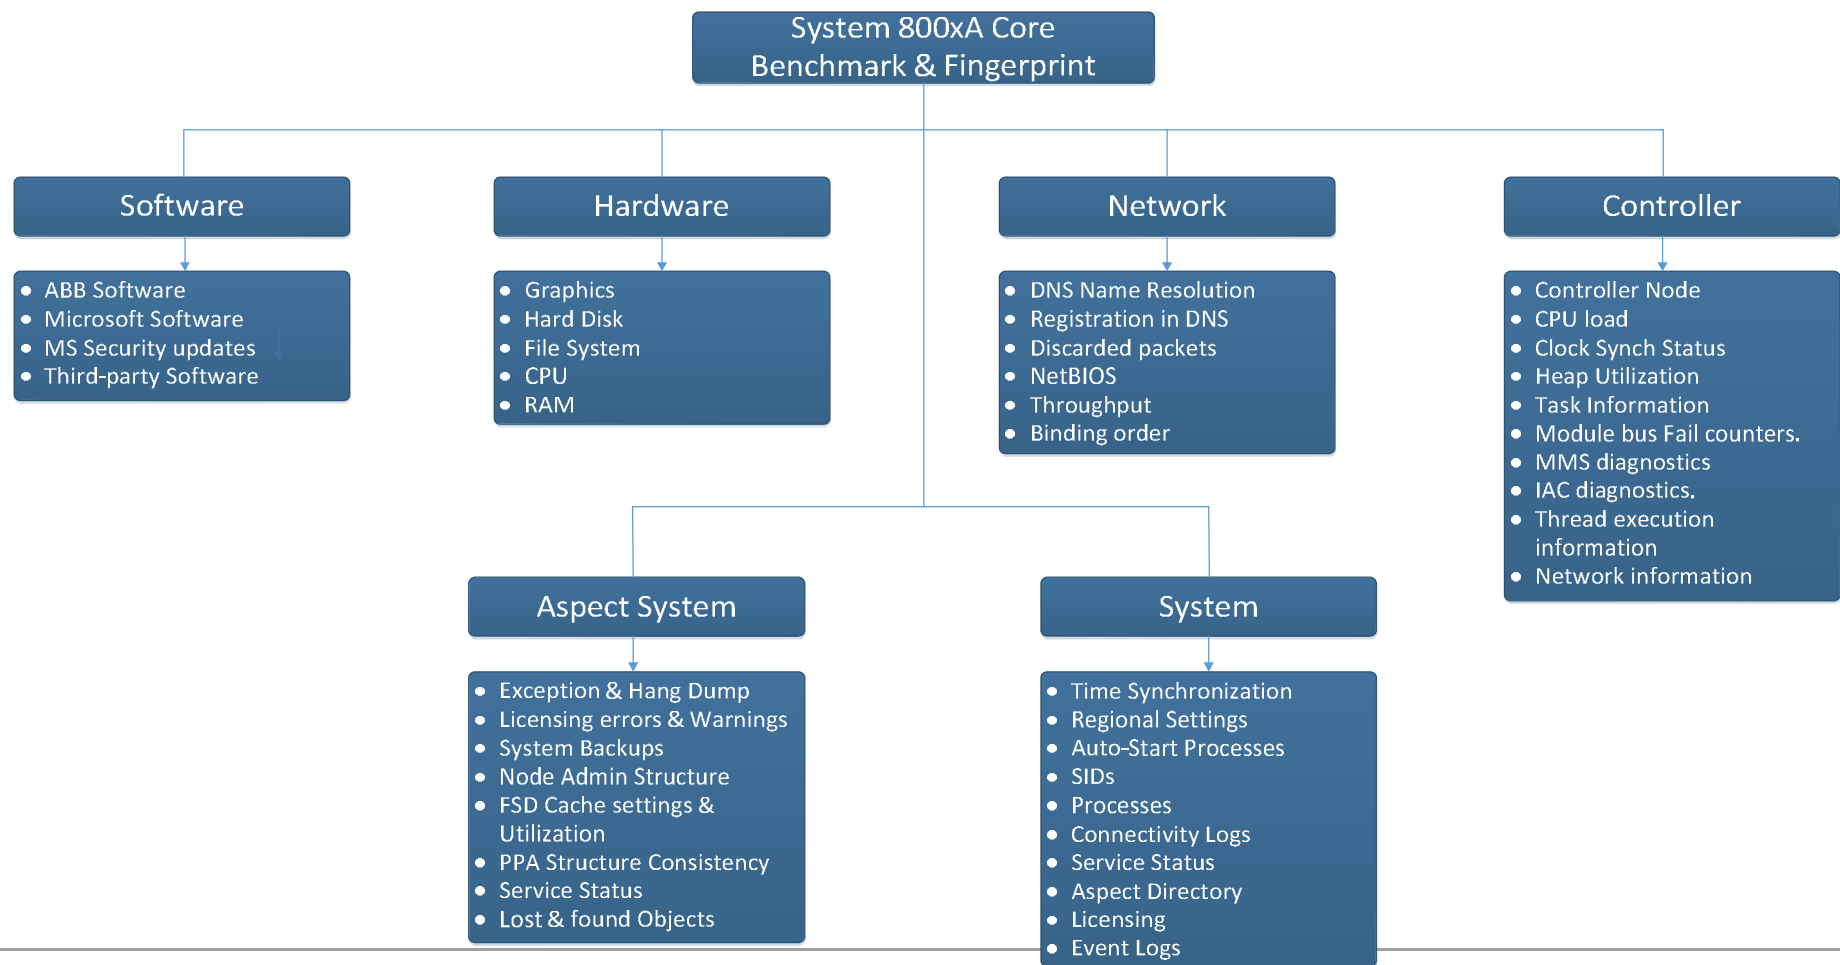 System 800xA Core
Benchmark & Fingerprint
Software
ABB Software
Microsoft Software
MS Security updates
Third-party Software
Hardware
Graphics
Hard Disk
File System
CPU
RAM
Network
DNS Name Resolution
Registration in DNS
Discarded packets
NetBIOS
Throughput
Binding order
Controller
Controller Node
CPU load
Clock Synch Status
Heap Utilization
Task Information
Module bus Fail counters.
MMS diagnostics
IAC diagnostics.
Thread execution
information
Network information
Aspect System
Exception & Hang Dump
Licensing errors & Warnings
System Backups
Node Admin Structure
FSD Cache settings &
Utilization
PPA Structure Consistency
Service Status
Lost & found Objects
System
Time Synchronization
Regional Settings
Auto-Start Processes
SIDs
Processes
Connectivity Logs
Service Status
Aspect Directory
Licensing
Event Logs